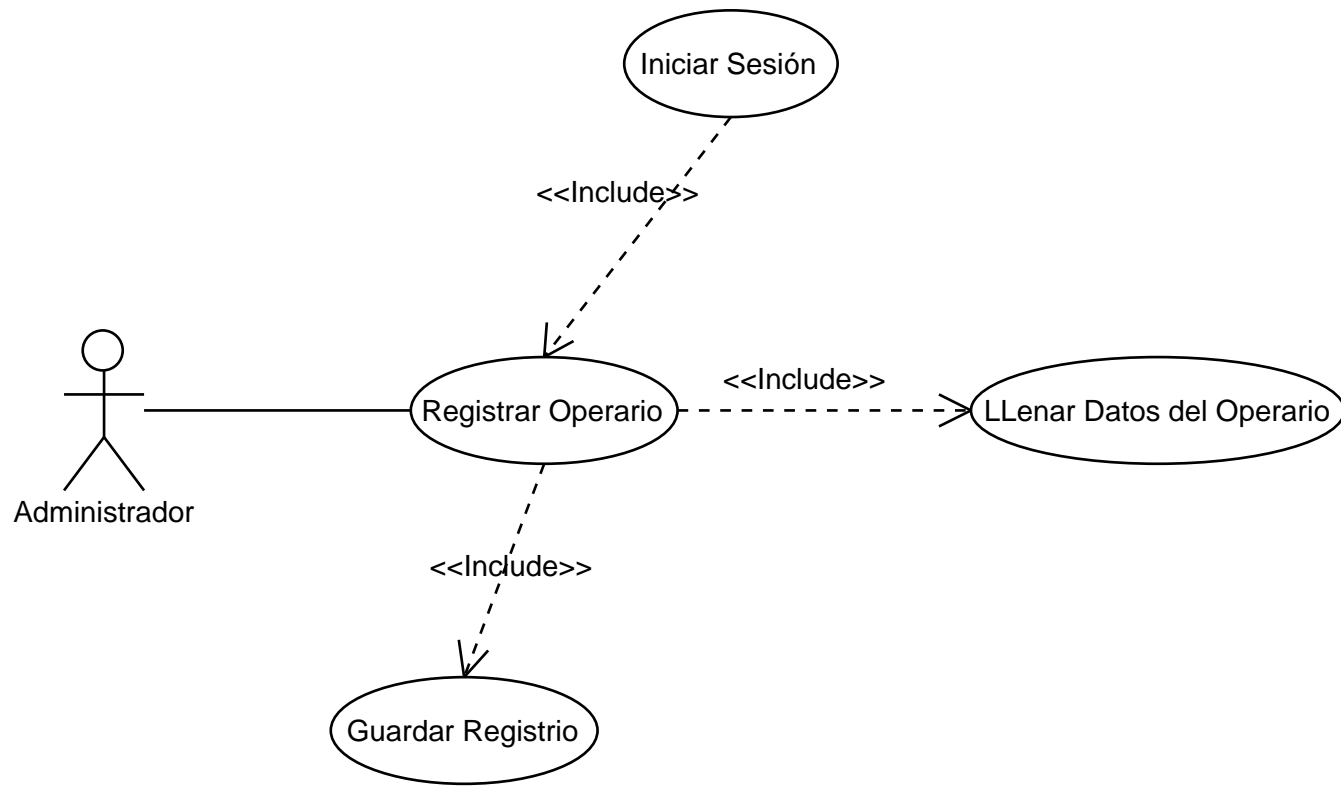 Iniciar Sesión
<<Include>>
<<Include>>
Registrar Operario
LLenar Datos del Operario
Administrador
<<Include>>
Guardar Registrio